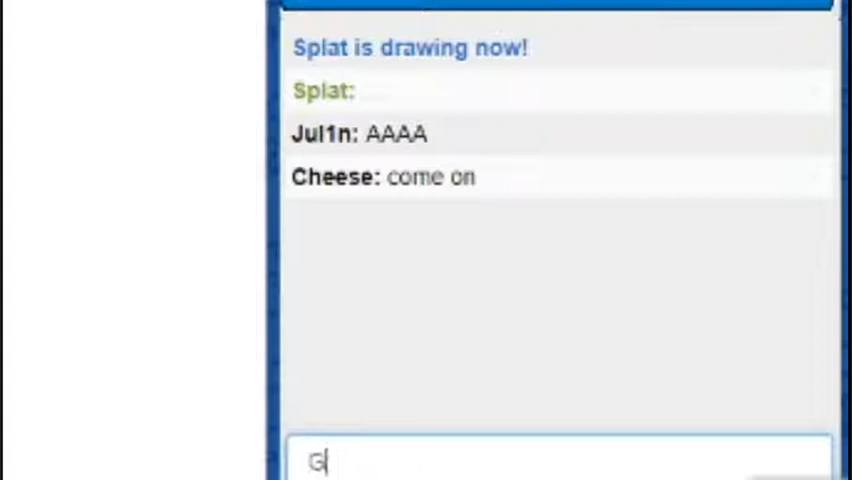 Splat is drawing now!
Splat:
Jul1n: AAAA
Cheese: come on
G